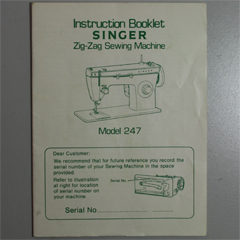 Instruction Booklet
SINGER
Zig-Zag Sewing Machine
Model 247
Dear Customer:
We recommend that for future reference you record the
serial number of your Sewing Machine in the space
provided.
Refer to illustration
at right for location
of serial number on
your machine.
Serial No.
Serial No.